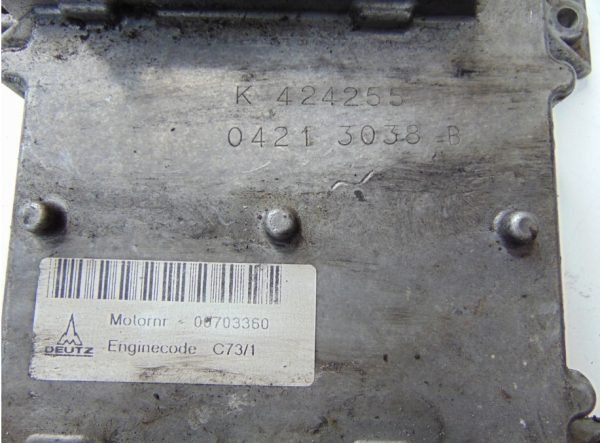 K 424255
0421 3038 B
Motornr - 00703360
DEUTZ Enginecode C73/1